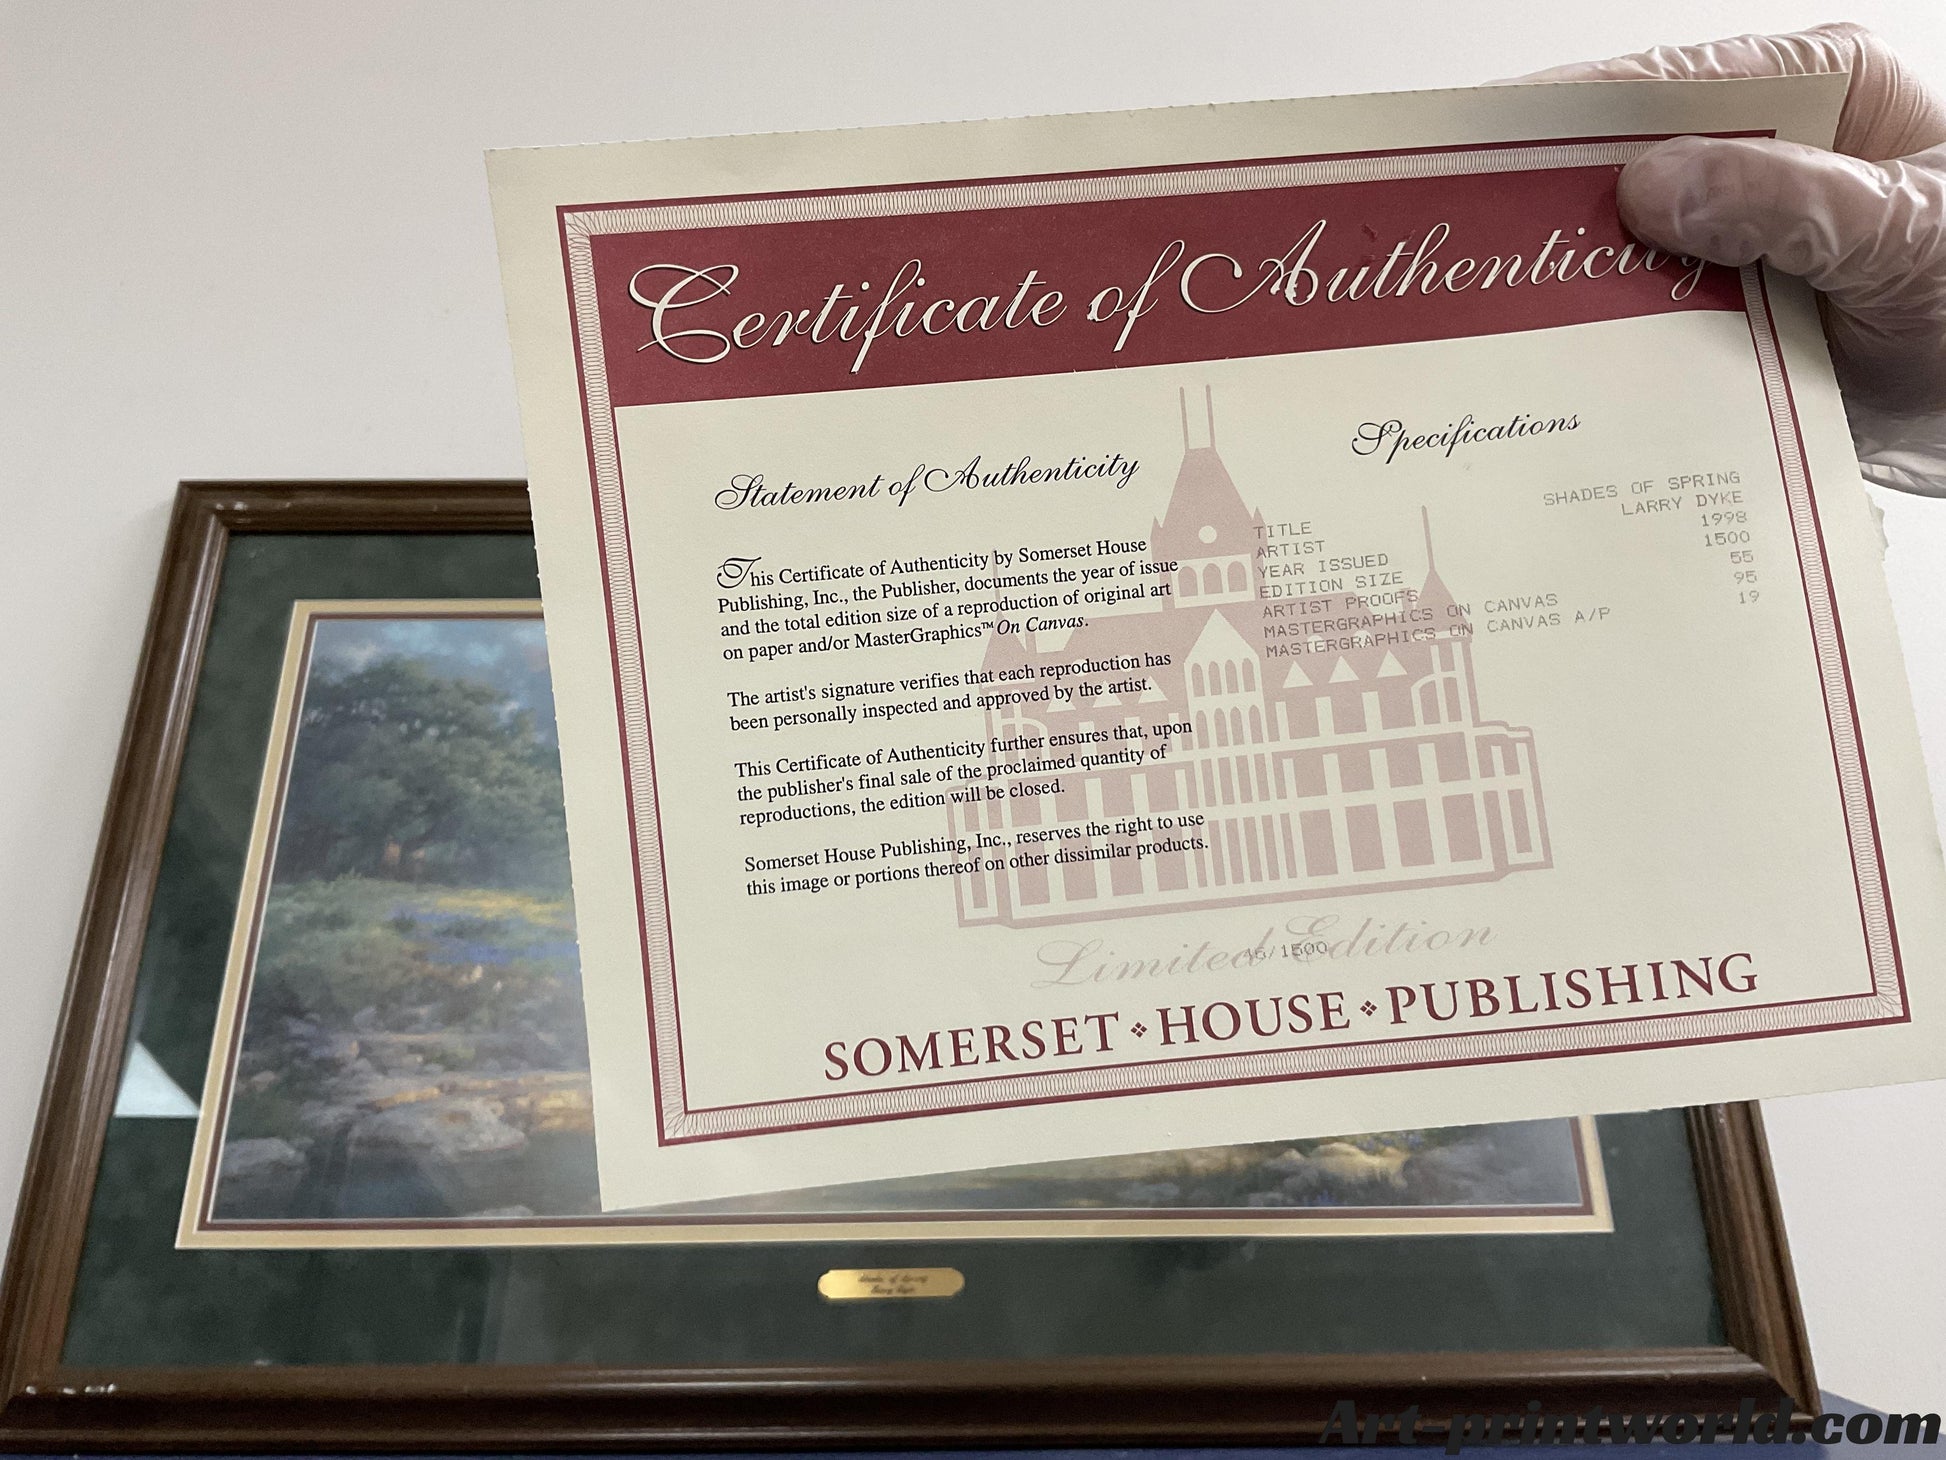 Certificate of Authenticity
Statement of Authenticity
This Certificate of Authenticity by Somerset House
Publishing, Inc., the Publisher, documents the year of issue
and the total edition size of a reproduction of original art
on paper and/or MasterGraphics™ On Canvas.
The artist's signature verifies that each reproduction has
been personally inspected and approved by the artist.
This Certificate of Authenticity further ensures that, upon
the publisher's final sale of the proclaimed quantity of
reproductions, the edition will be closed.
Somerset House Publishing, Inc., reserves the right to use
this image or portions thereof on other dissimilar products.
Specifications
TITLE SHADES OF SPRING
ARTIST LARRY DYKE
YEAR ISSUED 1998
EDITION SIZE 1500
ARTIST PROOFS 55
MASTERGRAPHICS ON CANVAS 95
MASTERGRAPHICS ON CANVAS A/P 19
Limited Edition
46/1500
SOMERSET HOUSE PUBLISHING
Shades of Spring
Larry Dyke
Art-printworld.com